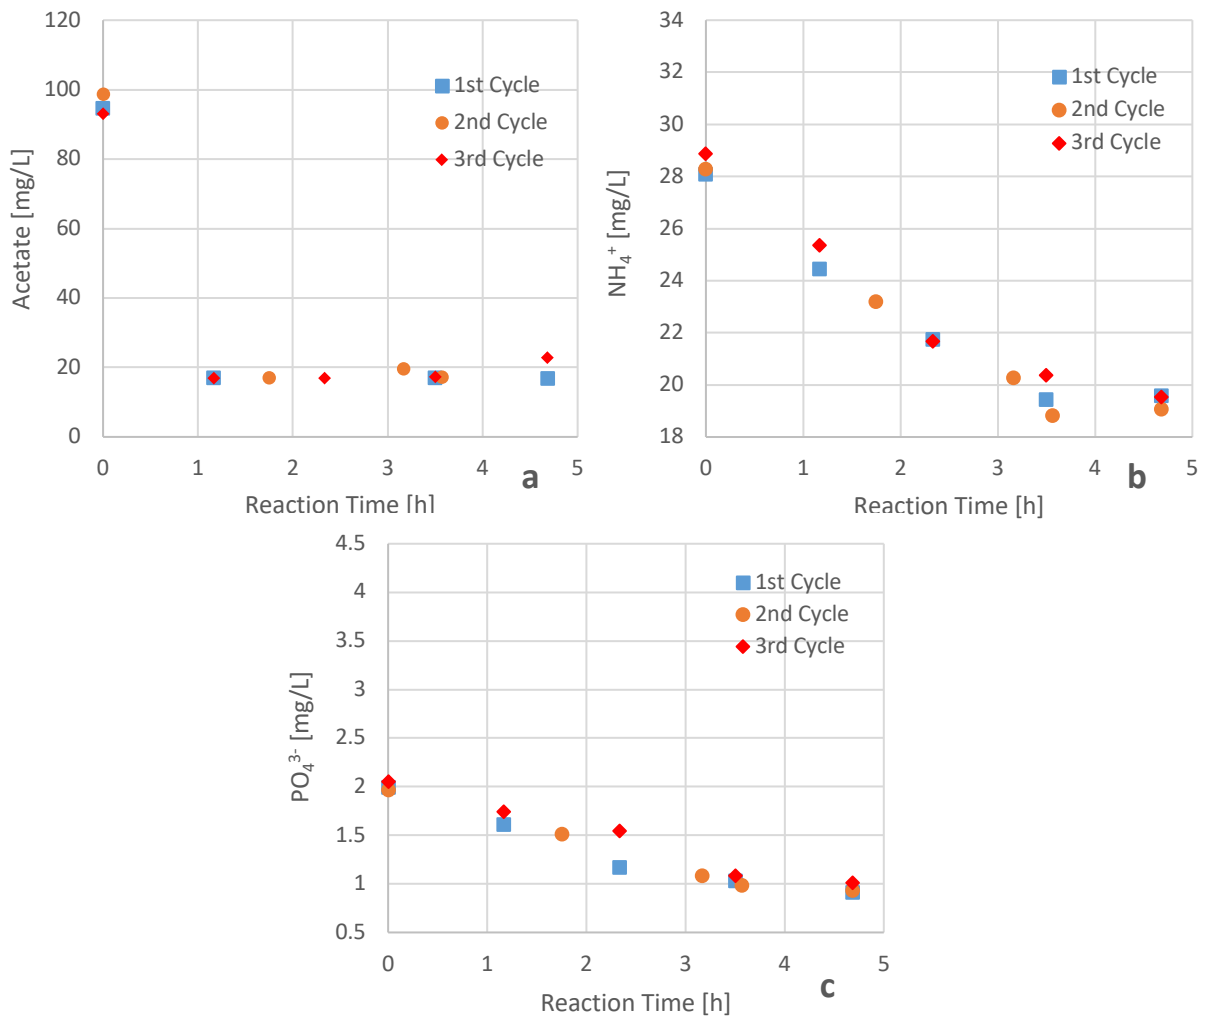 120
100
80
60
40
20
0
Acetate [mg/L]
1st Cycle
2nd Cycle
3rd Cycle
0 1 2 3 4 5
Reaction Time [h]
a
34
32
30
28
26
24
22
20
18
NH₄⁺ [mg/L]
1st Cycle
2nd Cycle
3rd Cycle
0 1 2 3 4 5
Reaction Time [h]
b
4.5
4
3.5
3
2.5
2
1.5
1
0.5
PO₄³⁻ [mg/L]
1st Cycle
2nd Cycle
3rd Cycle
0 1 2 3 4 5
Reaction Time [h]
c